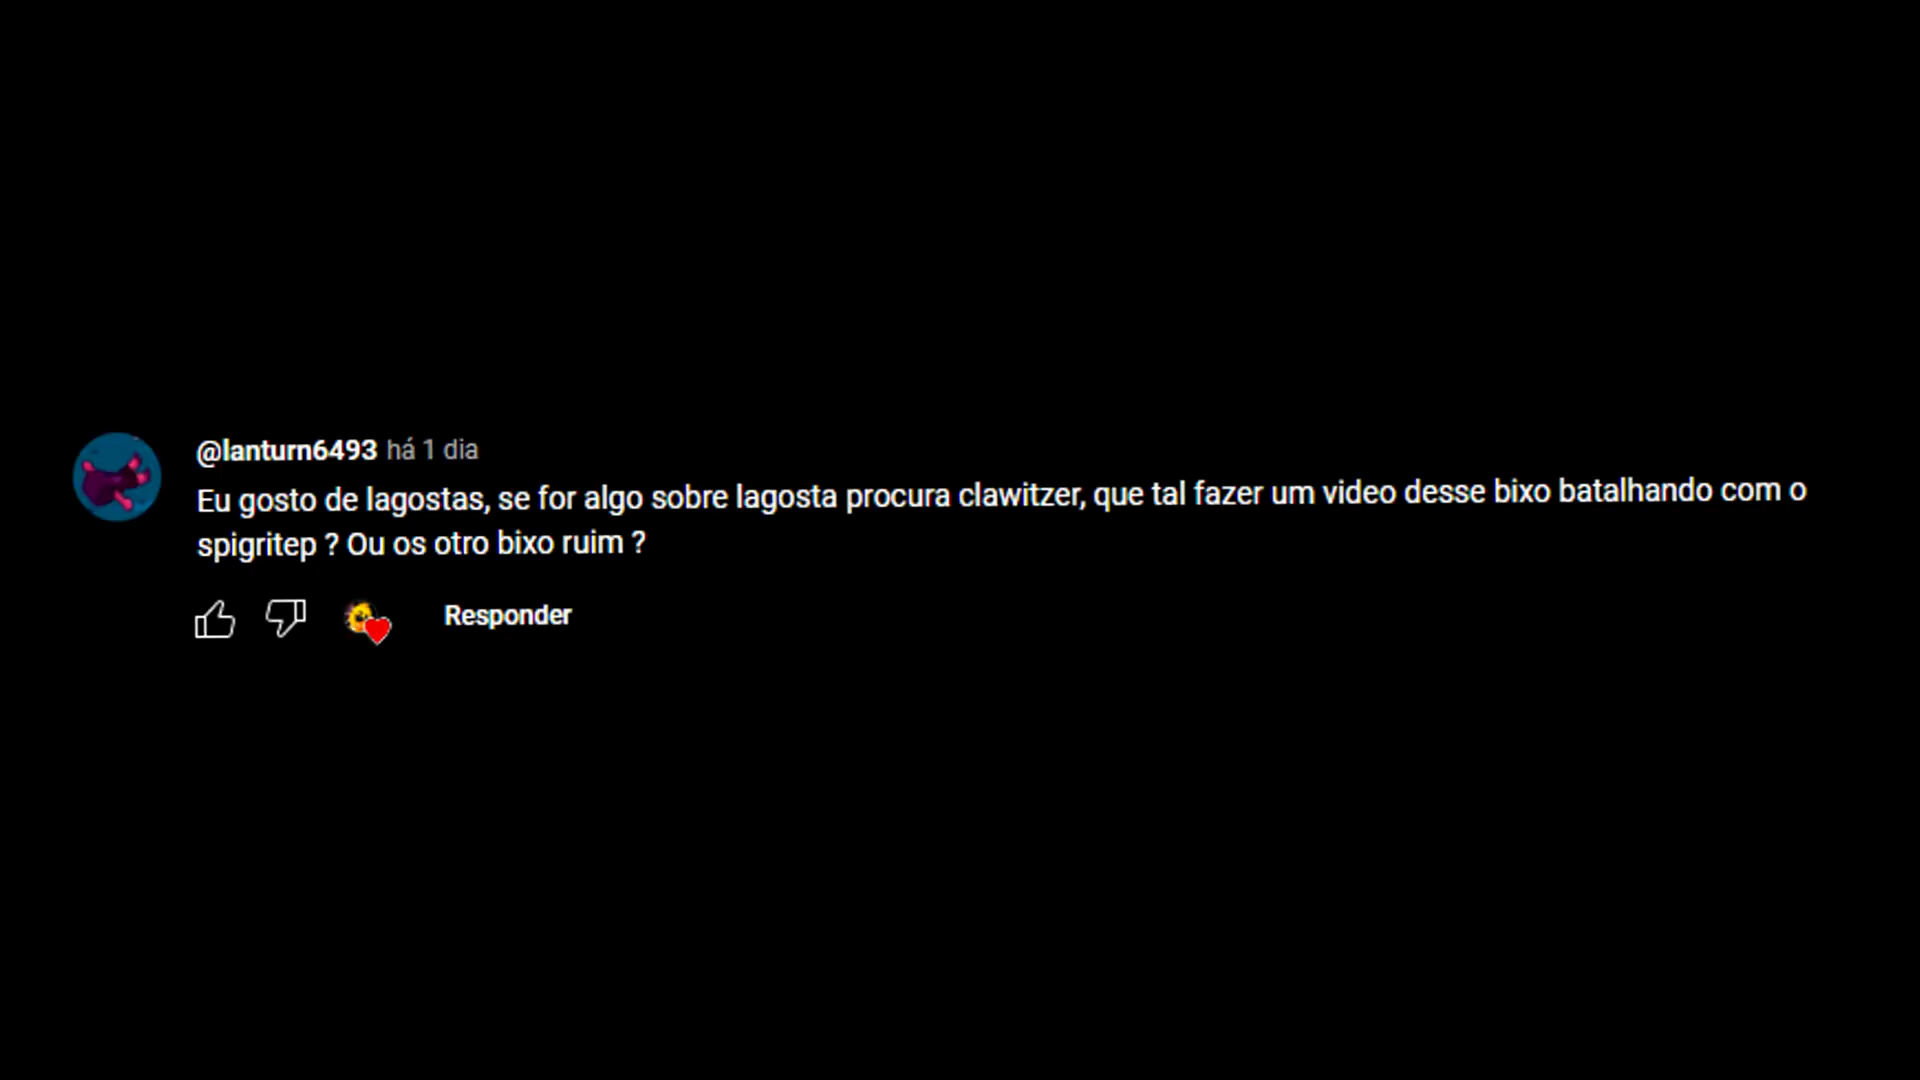 @lanturn6493 há 1 dia
Eu gosto de lagostas, se for algo sobre lagosta procura clawitzer, que tal fazer um video desse bixo batalhando com o
spigritep ? Ou os otro bixo ruim ?
Responder